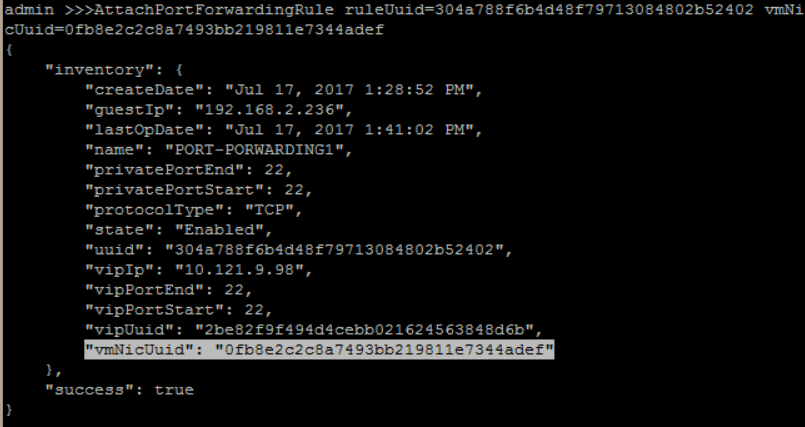 admin >>>AttachPortForwardingRule ruleUuid=304a788f6b4d48f79713084802b52402 vmNi
cUuid=0fb8e2c2c8a7493bb219811e7344adef
{
    "inventory": {
        "createDate": "Jul 17, 2017 1:28:52 PM",
        "guestIp": "192.168.2.236",
        "lastOpDate": "Jul 17, 2017 1:41:02 PM",
        "name": "PORT-PORWARDING1",
        "privatePortEnd": 22,
        "privatePortStart": 22,
        "protocolType": "TCP",
        "state": "Enabled",
        "uuid": "304a788f6b4d48f79713084802b52402",
        "vipIp": "10.121.9.98",
        "vipPortEnd": 22,
        "vipPortStart": 22,
        "vipUuid": "2be82f9f494d4cebb021624563848d6b",
        "vmNicUuid": "0fb8e2c2c8a7493bb219811e7344adef"
    },
    "success": true
}